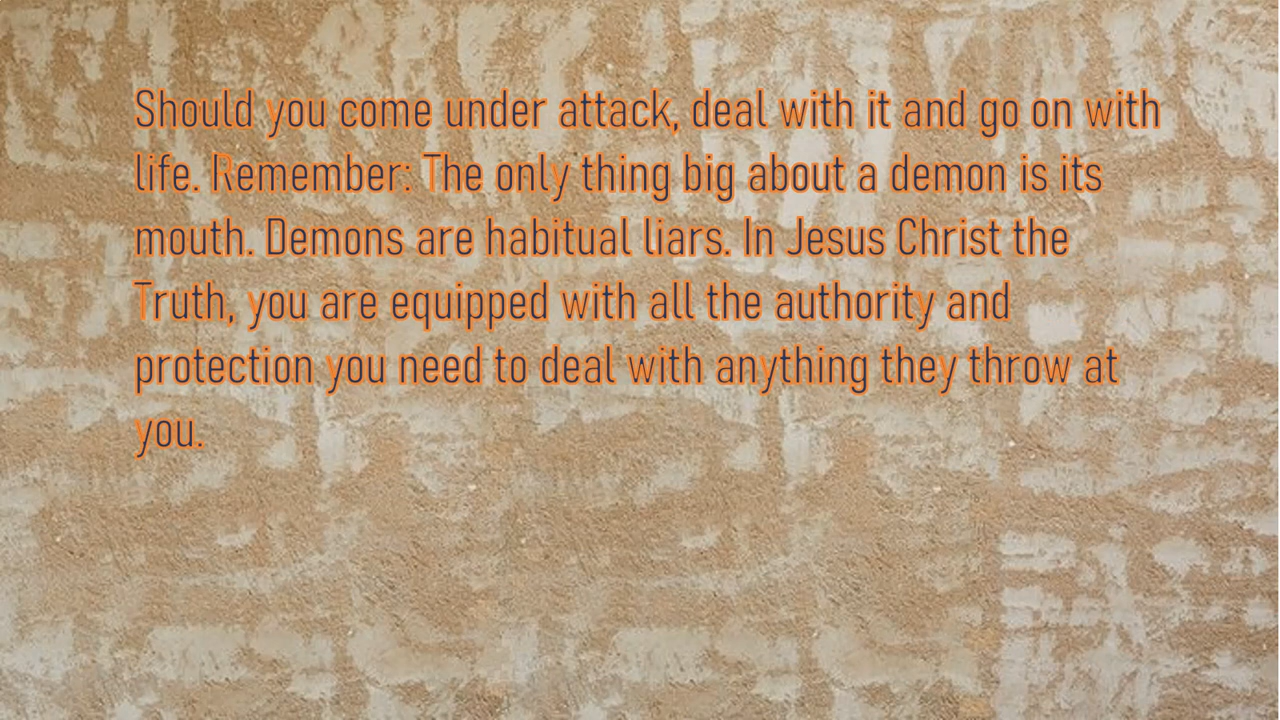 Should you come under attack, deal with it and go on with
life. Remember: The only thing big about a demon is its
mouth. Demons are habitual liars. In Jesus Christ the
Truth, you are equipped with all the authority and
protection you need to deal with anything they throw at
you.